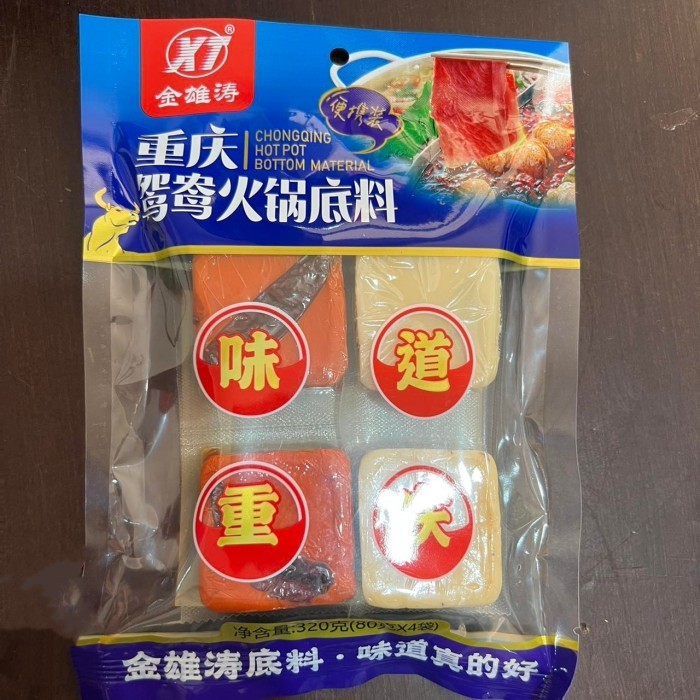 XT®
金雄涛
便携装
重庆
CHONGQING
HOT POT
BOTTOM MATERIAL
鸳鸯火锅底料
味
道
重
庆
净含量:320克(80克X4袋)
金雄涛底料·味道真的好